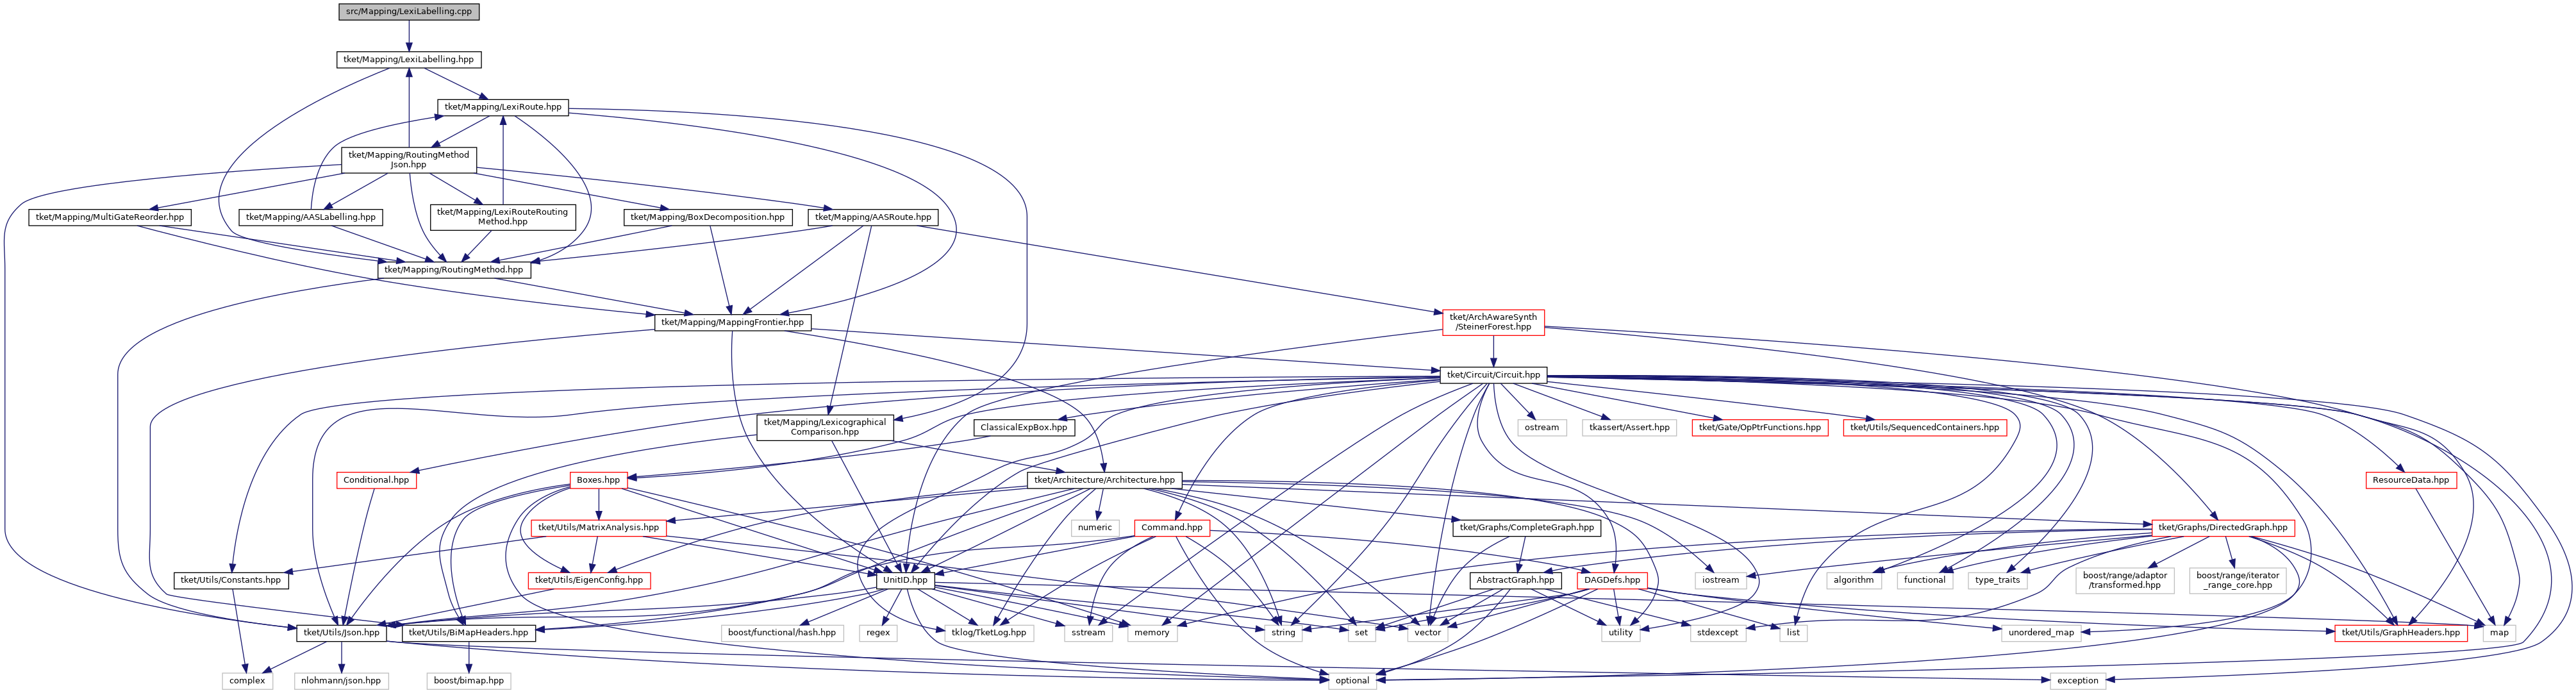 src/Mapping/LexiLabelling.cpp
tket/Mapping/LexiLabelling.hpp
tket/Mapping/LexiRoute.hpp
tket/Mapping/RoutingMethod
Json.hpp
tket/Mapping/MultiGateReorder.hpp
tket/Mapping/AASLabelling.hpp
tket/Mapping/LexiRouteRouting
Method.hpp
tket/Mapping/BoxDecomposition.hpp
tket/Mapping/AASRoute.hpp
tket/Mapping/RoutingMethod.hpp
tket/Mapping/MappingFrontier.hpp
tket/ArchAwareSynth
/SteinerForest.hpp
tket/Circuit/Circuit.hpp
tket/Mapping/Lexicographical
Comparison.hpp
ClassicalExpBox.hpp
ostream
tkassert/Assert.hpp
tket/Gate/OpPtrFunctions.hpp
tket/Utils/SequencedContainers.hpp
Conditional.hpp
Boxes.hpp
tket/Architecture/Architecture.hpp
ResourceData.hpp
tket/Utils/MatrixAnalysis.hpp
numeric
Command.hpp
tket/Graphs/CompleteGraph.hpp
tket/Graphs/DirectedGraph.hpp
tket/Utils/Constants.hpp
tket/Utils/EigenConfig.hpp
UnitID.hpp
AbstractGraph.hpp
DAGDefs.hpp
iostream
algorithm
functional
type_traits
boost/range/adaptor
/transformed.hpp
boost/range/iterator
_range_core.hpp
tket/Utils/Json.hpp
tket/Utils/BiMapHeaders.hpp
boost/functional/hash.hpp
regex
tklog/TketLog.hpp
sstream
memory
string
set
vector
utility
stdexcept
list
unordered_map
tket/Utils/GraphHeaders.hpp
map
complex
nlohmann/json.hpp
boost/bimap.hpp
optional
exception